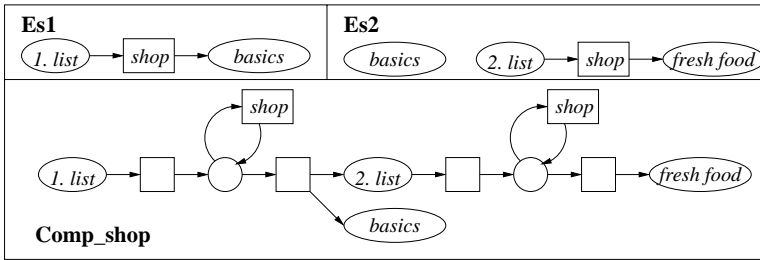 Es1
1. list shop basics
Es2
basics 2. list shop fresh food
shop shop
1. list 2. list fresh food
basics
Comp_shop